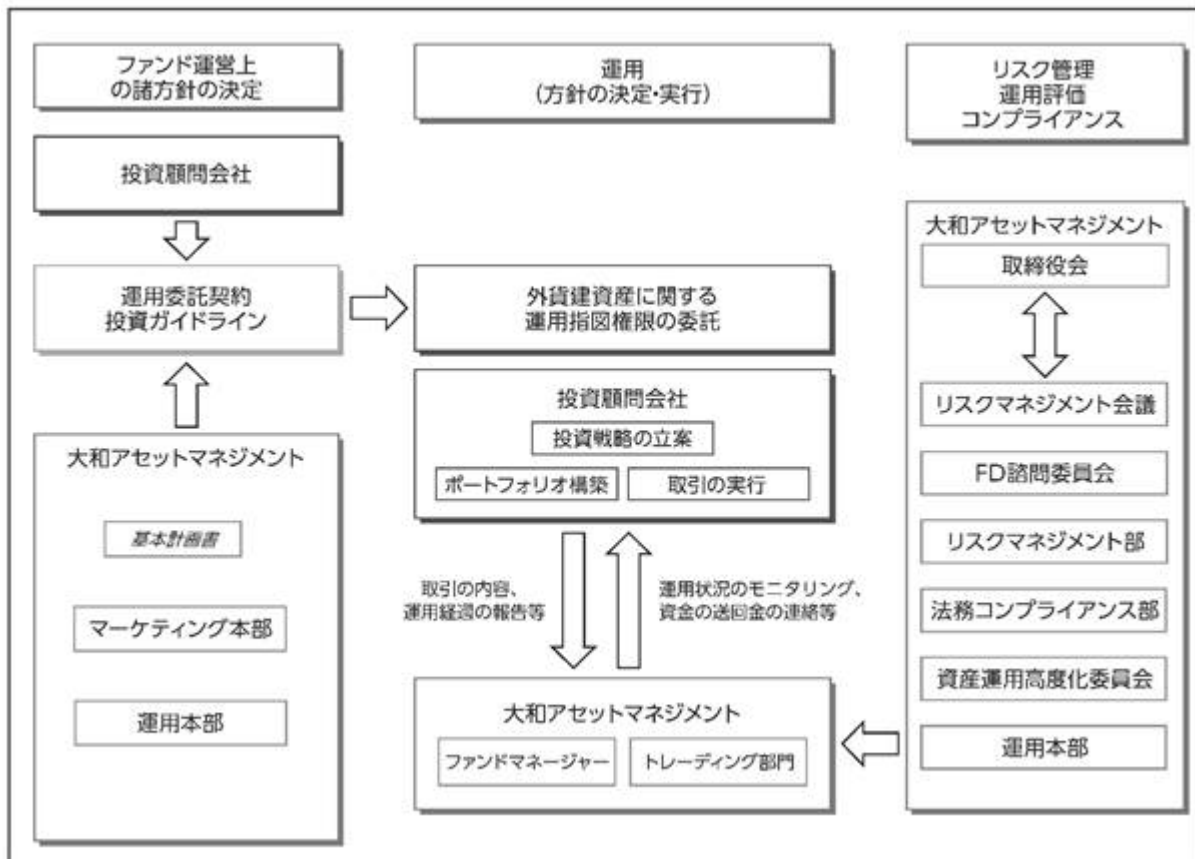 ファンド運営上
の諸方針の決定
投資顧問会社
運用委託契約
投資ガイドライン
大和アセットマネジメント
基本計画書
マーケティング本部
運用本部
運用
(方針の決定・実行)
外貨建資産に関する
運用指図権限の委託
投資顧問会社
投資戦略の立案
ポートフォリオ構築
取引の実行
取引の内容、
運用経過の報告等
運用状況のモニタリング、
資金の送回金の連絡等
大和アセットマネジメント
ファンドマネージャー
トレーディング部門
リスク管理
運用評価
コンプライアンス
大和アセットマネジメント
取締役会
リスクマネジメント会議
FD諮問委員会
リスクマネジメント部
法務コンプライアンス部
資産運用高度化委員会
運用本部